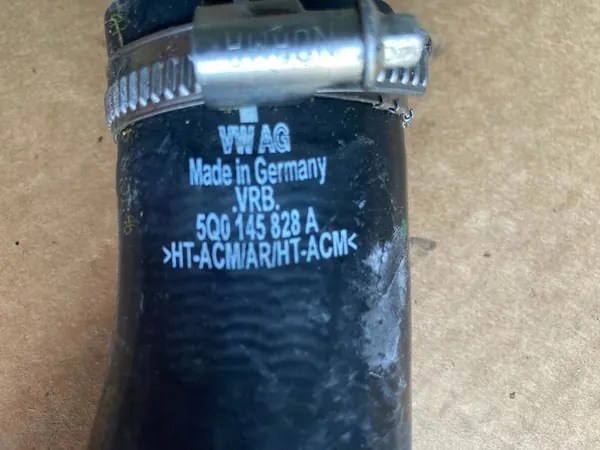 VW AG
Made in Germany
.VRB.
5Q0 145 828 A
>HT-ACM/AR/HT-ACM<